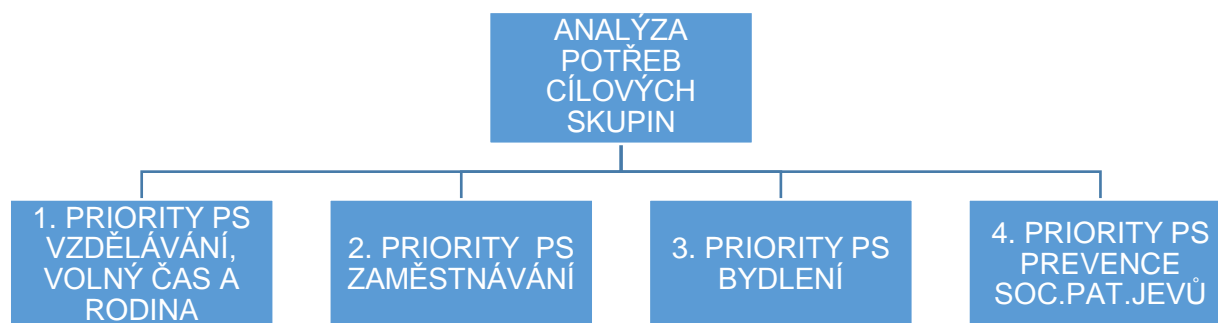 ANALÝZA
POTŘEB
CÍLOVÝCH
SKUPIN
1. PRIORITY PS
VZDĚLÁVÁNÍ,
VOLNÝ ČAS A
RODINA
2. PRIORITY PS
ZAMĚSTNÁVÁNÍ
3. PRIORITY PS
BYDLENÍ
4. PRIORITY PS
PREVENCE
SOC.PAT.JEVŮ